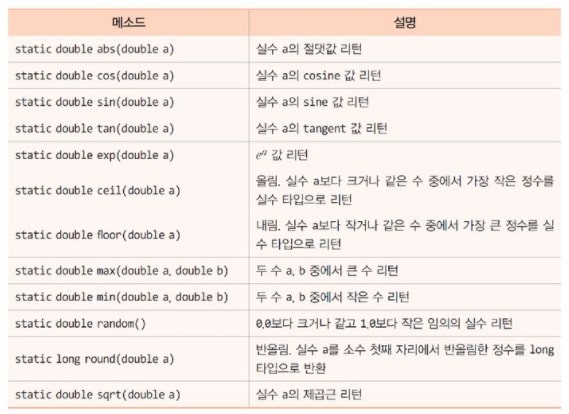 메소드 설명
static double abs(double a) 실수 a의 절댓값 리턴
static double cos(double a) 실수 a의 cosine 값 리턴
static double sin(double a) 실수 a의 sine 값 리턴
static double tan(double a) 실수 a의 tangent 값 리턴
static double exp(double a) eᵃ 값 리턴
static double ceil(double a) 올림. 실수 a보다 크거나 같은 수 중에서 가장 작은 정수를
실수 타입으로 리턴
static double floor(double a) 내림. 실수 a보다 작거나 같은 수 중에서 가장 큰 정수를 실
수 타입으로 리턴
static double max(double a, double b) 두 수 a, b 중에서 큰 수 리턴
static double min(double a, double b) 두 수 a, b 중에서 작은 수 리턴
static double random() 0.0보다 크거나 같고 1.0보다 작은 임의의 실수 리턴
static long round(double a) 반올림. 실수 a를 소수 첫째 자리에서 반올림한 정수를 long
타입으로 반환
static double sqrt(double a) 실수 a의 제곱근 리턴